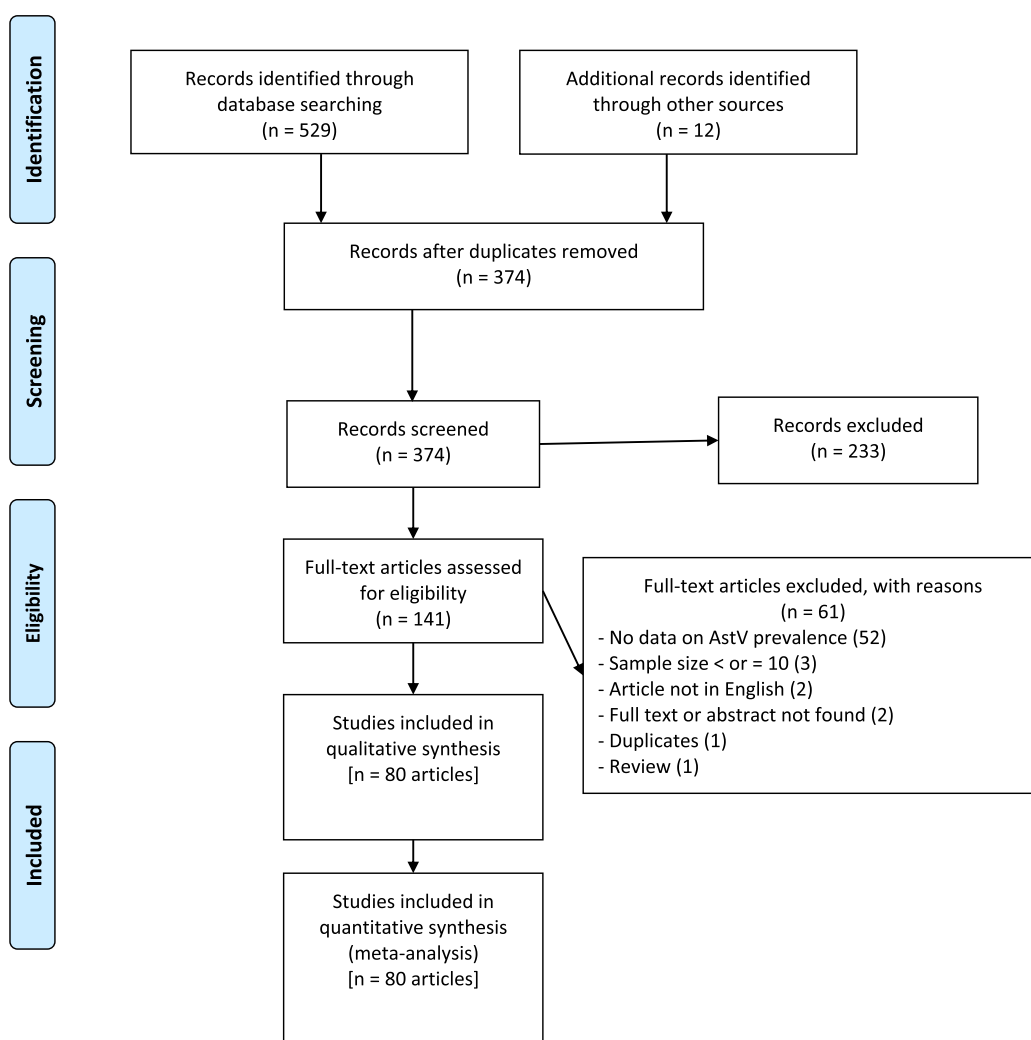 Identification
Records identified through
database searching
(n = 529)
Additional records identified
through other sources
(n = 12)
Records after duplicates removed
(n = 374)
Screening
Records screened
(n = 374)
Records excluded
(n = 233)
Eligibility
Full-text articles assessed
for eligibility
(n = 141)
Full-text articles excluded, with reasons
(n = 61)
- No data on AstV prevalence (52)
- Sample size < or = 10 (3)
- Article not in English (2)
- Full text or abstract not found (2)
- Duplicates (1)
- Review (1)
Studies included in
qualitative synthesis
[n = 80 articles]
Included
Studies included in
quantitative synthesis
(meta-analysis)
[n = 80 articles]